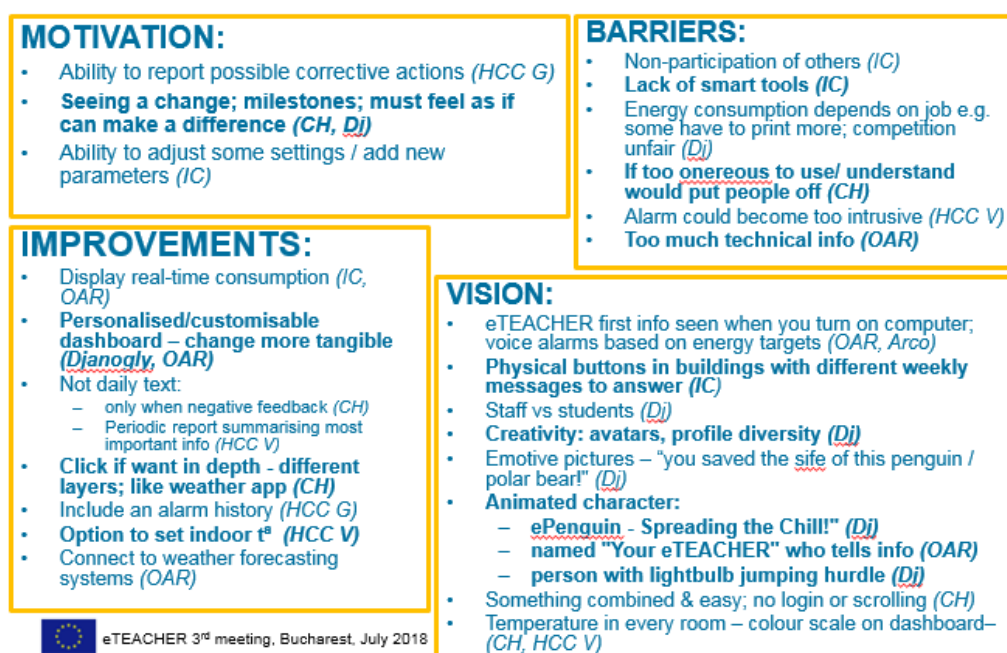 MOTIVATION:
• Ability to report possible corrective actions (HCC G)
• Seeing a change; milestones; must feel as if
can make a difference (CH, Dj)
• Ability to adjust some settings / add new
parameters (IC)
BARRIERS:
• Non-participation of others (IC)
• Lack of smart tools (IC)
• Energy consumption depends on job e.g.
some have to print more; competition
unfair (Dj)
• If too onereous to use/ understand
would put people off (CH)
• Alarm could become too intrusive (HCC V)
• Too much technical info (OAR)
IMPROVEMENTS:
• Display real-time consumption (IC,
OAR)
• Personalised/customisable
dashboard – change more tangible
(Djanogly, OAR)
• Not daily text:
– only when negative feedback (CH)
– Periodic report summarising most
important info (HCC V)
• Click if want in depth - different
layers; like weather app (CH)
• Include an alarm history (HCC G)
• Option to set indoor tª (HCC V)
• Connect to weather forecasting
systems (OAR)
VISION:
• eTEACHER first info seen when you turn on computer;
voice alarms based on energy targets (OAR, Arco)
• Physical buttons in buildings with different weekly
messages to answer (IC)
• Staff vs students (Dj)
• Creativity: avatars, profile diversity (Dj)
• Emotive pictures – “you saved the sife of this penguin /
polar bear!" (Dj)
• Animated character:
– ePenguin - Spreading the Chill!" (Dj)
– named "Your eTEACHER" who tells info (OAR)
– person with lightbulb jumping hurdle (Dj)
• Something combined & easy; no login or scrolling (CH)
• Temperature in every room – colour scale on dashboard–
(CH, HCC V)
eTEACHER 3rd meeting, Bucharest, July 2018